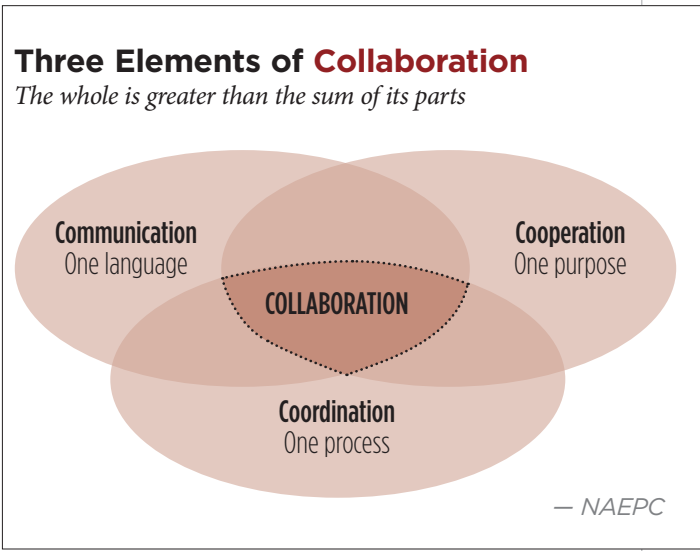 Three Elements of Collaboration
The whole is greater than the sum of its parts
Communication
One language
Cooperation
One purpose
COLLABORATION
Coordination
One process
— NAEPC